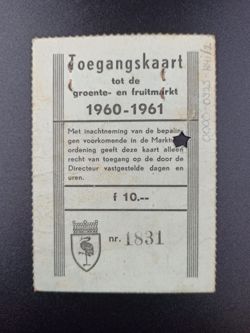 Toegangskaart
tot de
groente- en fruitmarkt
1960-1961
Met inachtneming van de bepalin-
gen voorkomende in de Marktver-
ordening geeft deze kaart alleen
recht van toegang op de door de
Directeur vastgestelde dagen en
uren.
f 10.--
nr. 1831